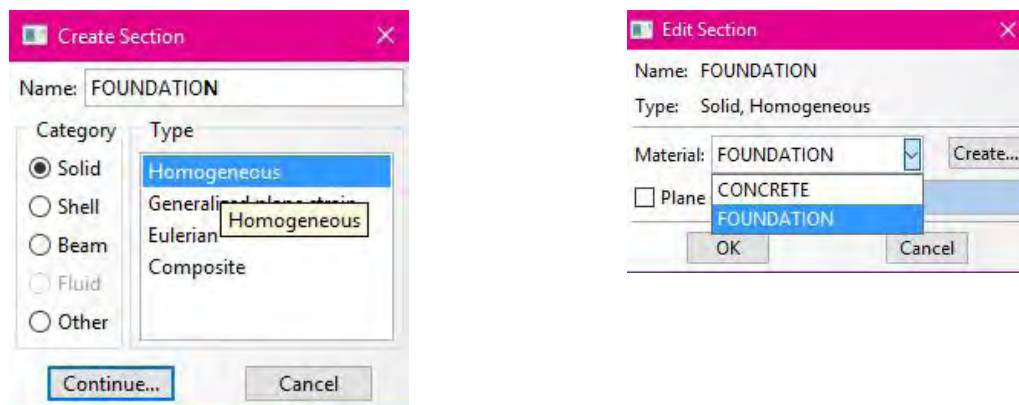 Create Section
Name: FOUNDATION
Category Type
Solid Homogeneous
Shell
Homogeneous
Beam Eulerian
Fluid Composite
Other
Continue... Cancel
Edit Section
Name: FOUNDATION
Type: Solid, Homogeneous
Material: FOUNDATION Create...
Plane CONCRETE
FOUNDATION
OK Cancel